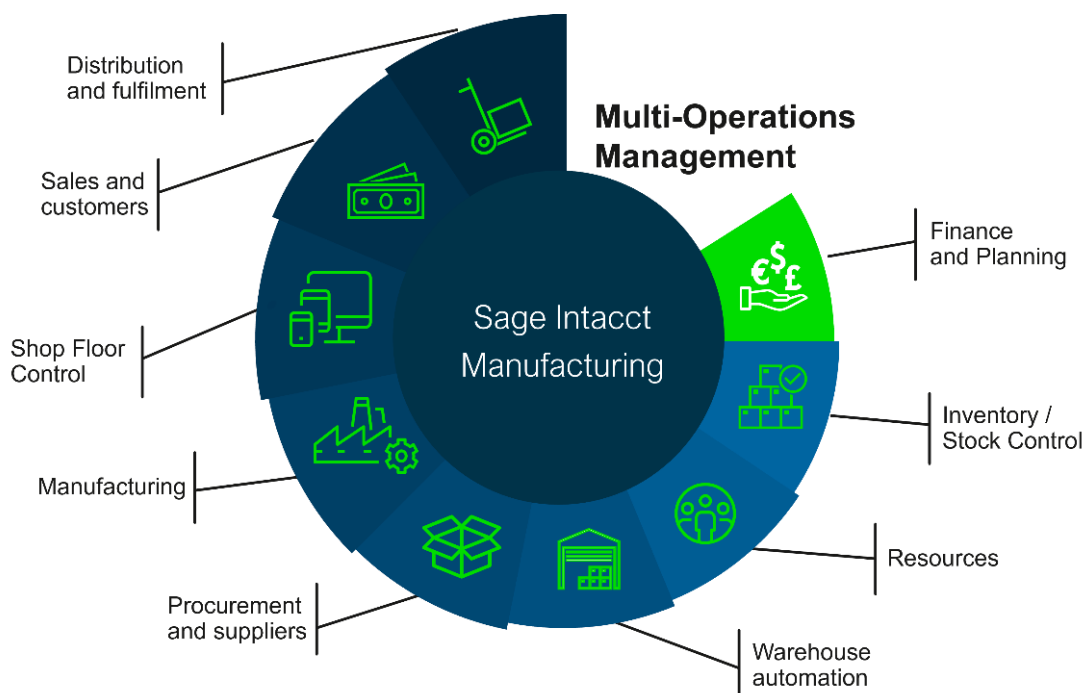 Multi-Operations
Management
Sage Intacct
Manufacturing
Finance
and Planning
Inventory /
Stock Control
Resources
Warehouse
automation
Procurement
and suppliers
Manufacturing
Shop Floor
Control
Sales and
customers
Distribution
and fulfilment
€$£